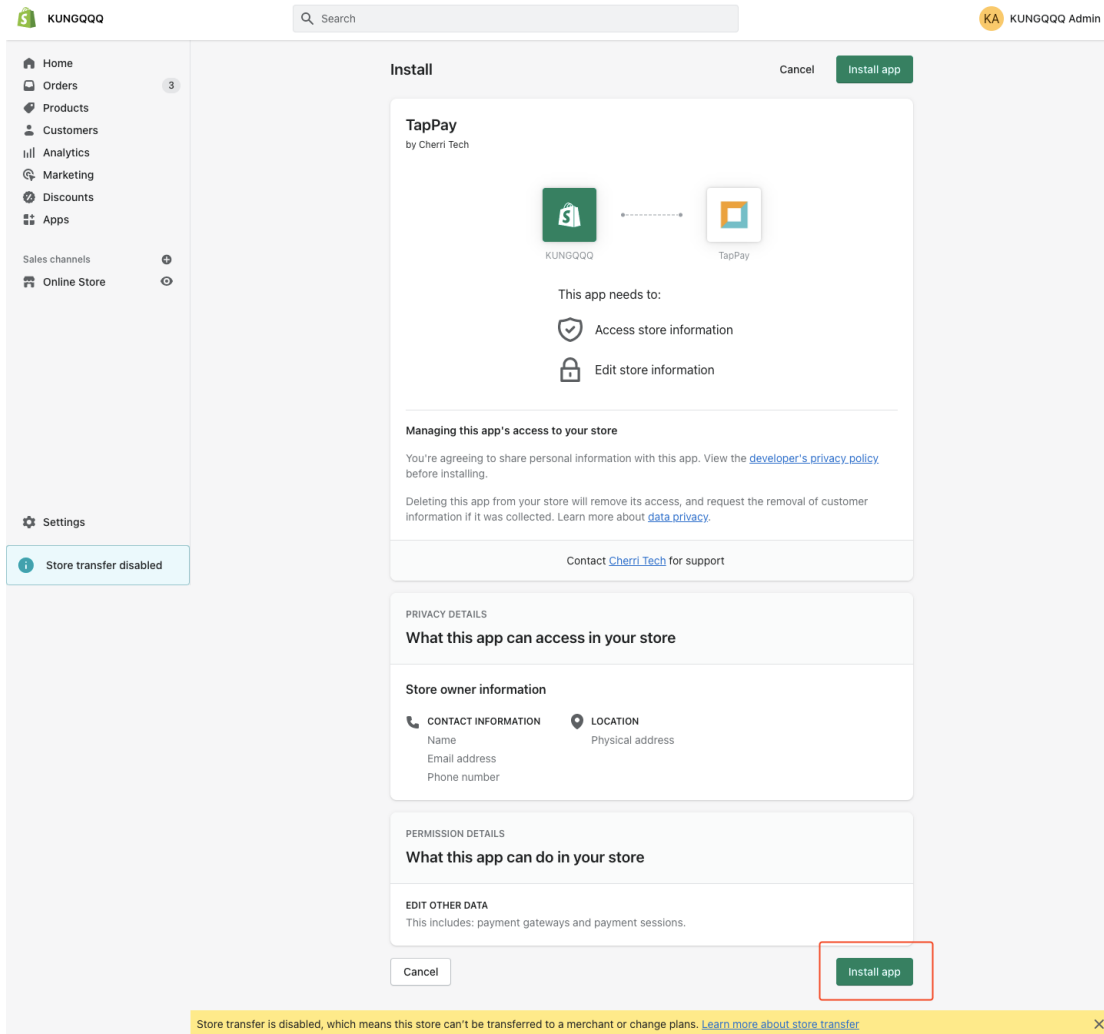 KUNGQQQ
Search
KA KUNGQQQ Admin
Home
Orders 3
Products
Customers
Analytics
Marketing
Discounts
Apps
Sales channels
Online Store
Settings
Store transfer disabled
Install
Cancel Install app
TapPay
by Cherri Tech
KUNGQQQ TapPay
This app needs to:
Access store information
Edit store information
Managing this app's access to your store
You're agreeing to share personal information with this app. View the developer's privacy policy
before installing.
Deleting this app from your store will remove its access, and request the removal of customer
information if it was collected. Learn more about data privacy.
Contact Cherri Tech for support
PRIVACY DETAILS
What this app can access in your store
Store owner information
CONTACT INFORMATION
Name
Email address
Phone number
LOCATION
Physical address
PERMISSION DETAILS
What this app can do in your store
EDIT OTHER DATA
This includes: payment gateways and payment sessions.
Cancel Install app
Store transfer is disabled, which means this store can't be transferred to a merchant or change plans. Learn more about store transfer